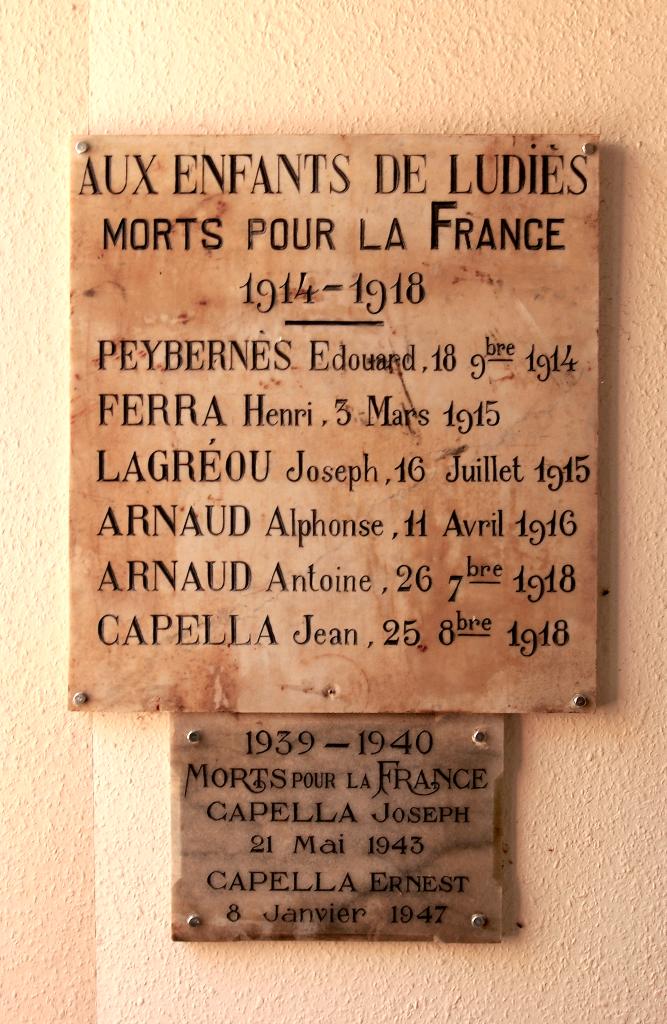 AUX ENFANTS DE LUDIÈS
MORTS POUR LA FRANCE
1914-1918
PEYBERNÈS Edouard, 18 9bre 1914
FERRA Henri, 3 Mars 1915
LAGRÉOU Joseph, 16 Juillet 1915
ARNAUD Alphonse, 11 Avril 1916
ARNAUD Antoine, 26 7bre 1918
CAPELLA Jean, 25 8bre 1918
1939-1940
MORTS POUR LA FRANCE
CAPELLA JOSEPH
21 Mai 1943
CAPELLA ERNEST
8 Janvier 1947